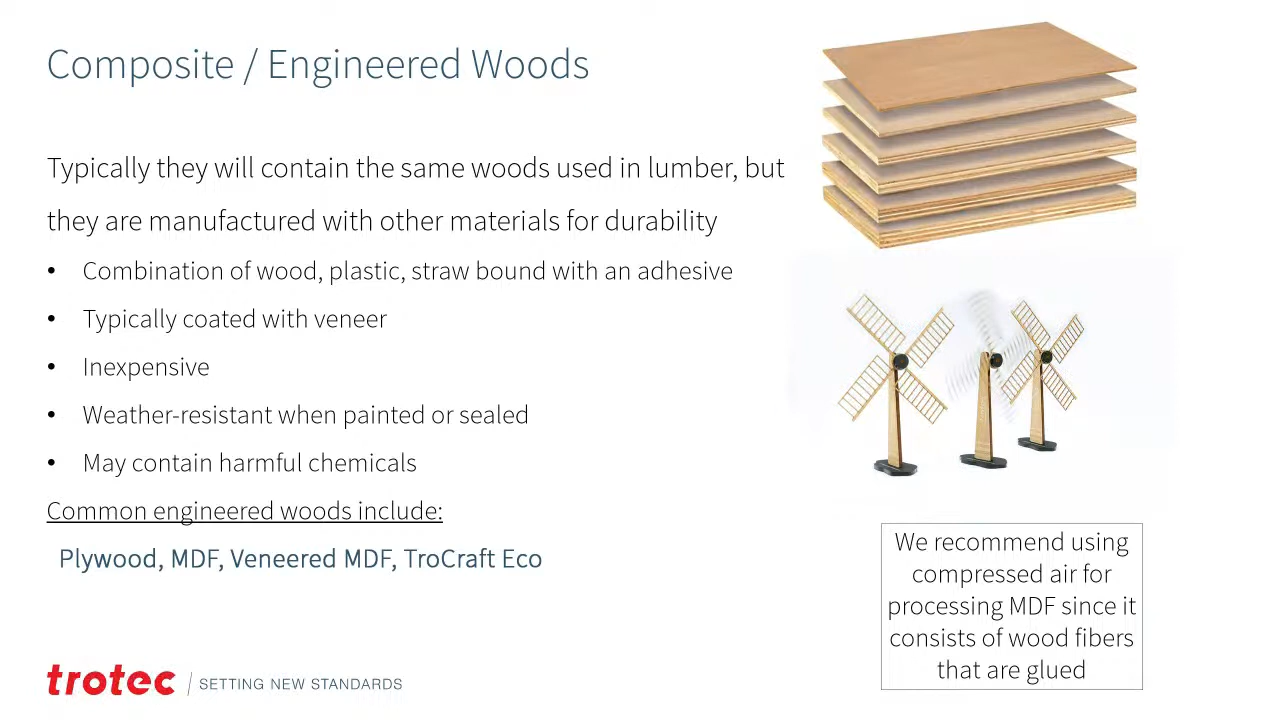 Composite / Engineered Woods
Typically they will contain the same woods used in lumber, but
they are manufactured with other materials for durability
• Combination of wood, plastic, straw bound with an adhesive
• Typically coated with veneer
• Inexpensive
• Weather-resistant when painted or sealed
• May contain harmful chemicals
Common engineered woods include:
Plywood, MDF, Veneered MDF, TroCraft Eco
We recommend using
compressed air for
processing MDF since it
consists of wood fibers
that are glued
trotec | SETTING NEW STANDARDS